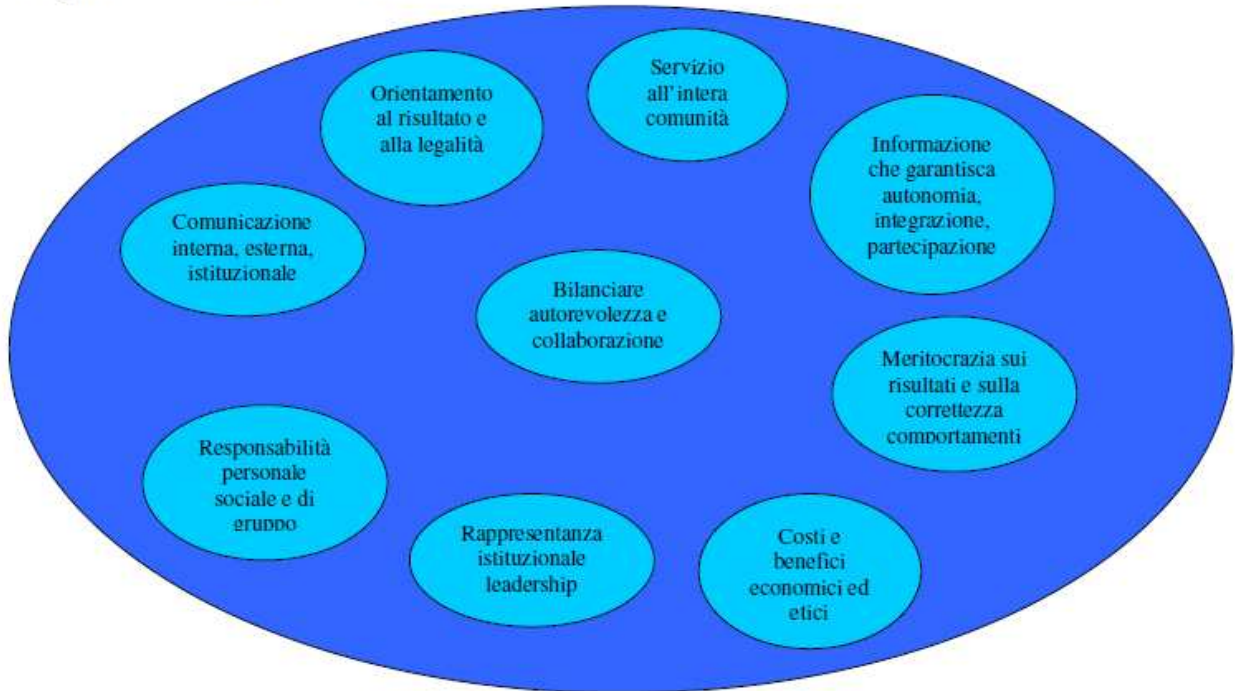 Servizio
all'intera
comunità
Orientamento
al risultato e
alla legalità
Informazione
che garantisca
autonomia,
integrazione,
partecipazione
Comunicazione
interna, esterna,
istituzionale
Bilanciare
autorevolezza e
collaborazione
Meritocrazia sui
risultati e sulla
correttezza
comportamenti
Responsabilità
personale
sociale e di
gruppo
Rappresentanza
istituzionale
leadership
Costi e
benefici
economici ed
etici